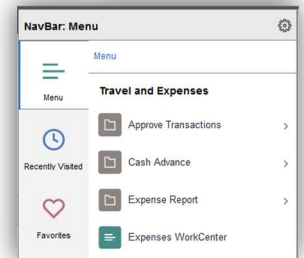 NavBar: Menu
Menu
Menu
Travel and Expenses
Approve Transactions
Recently Visited
Cash Advance
Expense Report
Favorites
Expenses WorkCenter